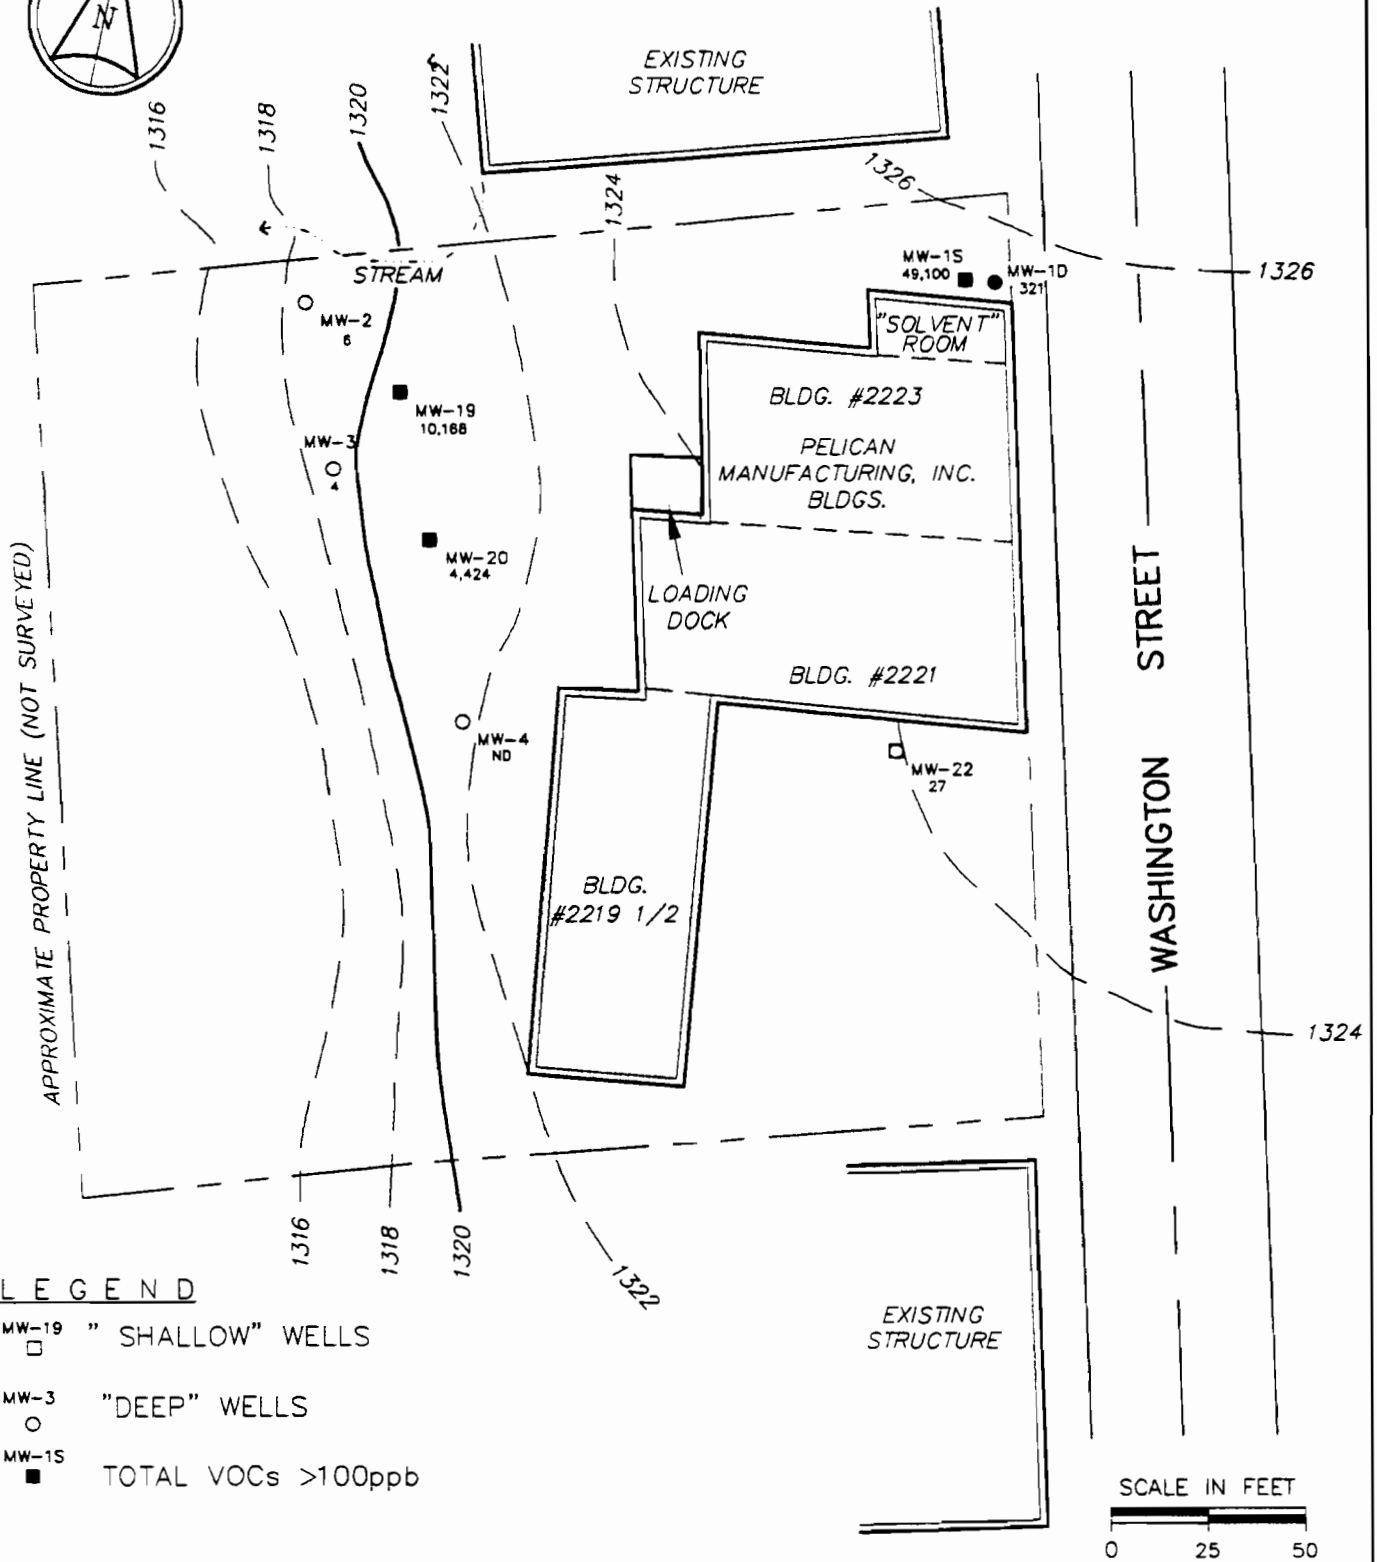 N
EXISTING
STRUCTURE
1316
1318
1320
1322
1324
1326
1326
STREAM
MW-1S
49,100
MW-1D
321
MW-2
6
"SOLVENT"
ROOM
MW-19
10,168
BLDG. #2223
MW-3
4
PELICAN
MANUFACTURING, INC.
BLDGS.
MW-20
4,424
LOADING
DOCK
BLDG. #2221
MW-4
ND
MW-22
27
BLDG.
#2219 1/2
APPROXIMATE PROPERTY LINE (NOT SURVEYED)
WASHINGTON STREET
1324
1316
1318
1320
1322
EXISTING
STRUCTURE
LEGEND
MW-19 " SHALLOW" WELLS
MW-3 "DEEP" WELLS
MW-1S
TOTAL VOCs >100ppb
SCALE IN FEET
0 25 50